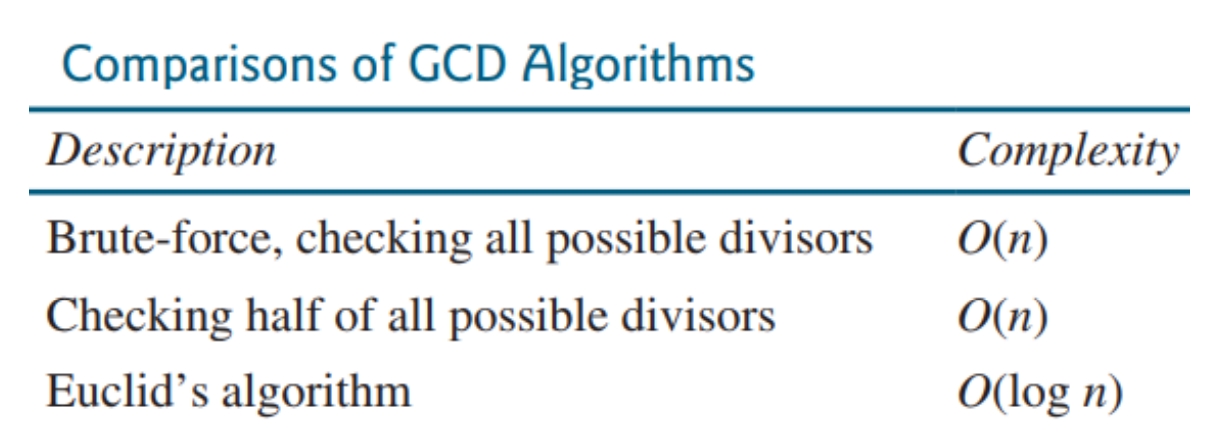 Comparisons of GCD Algorithms
Description Complexity
Brute-force, checking all possible divisors O(n)
Checking half of all possible divisors O(n)
Euclid’s algorithm O(log n)